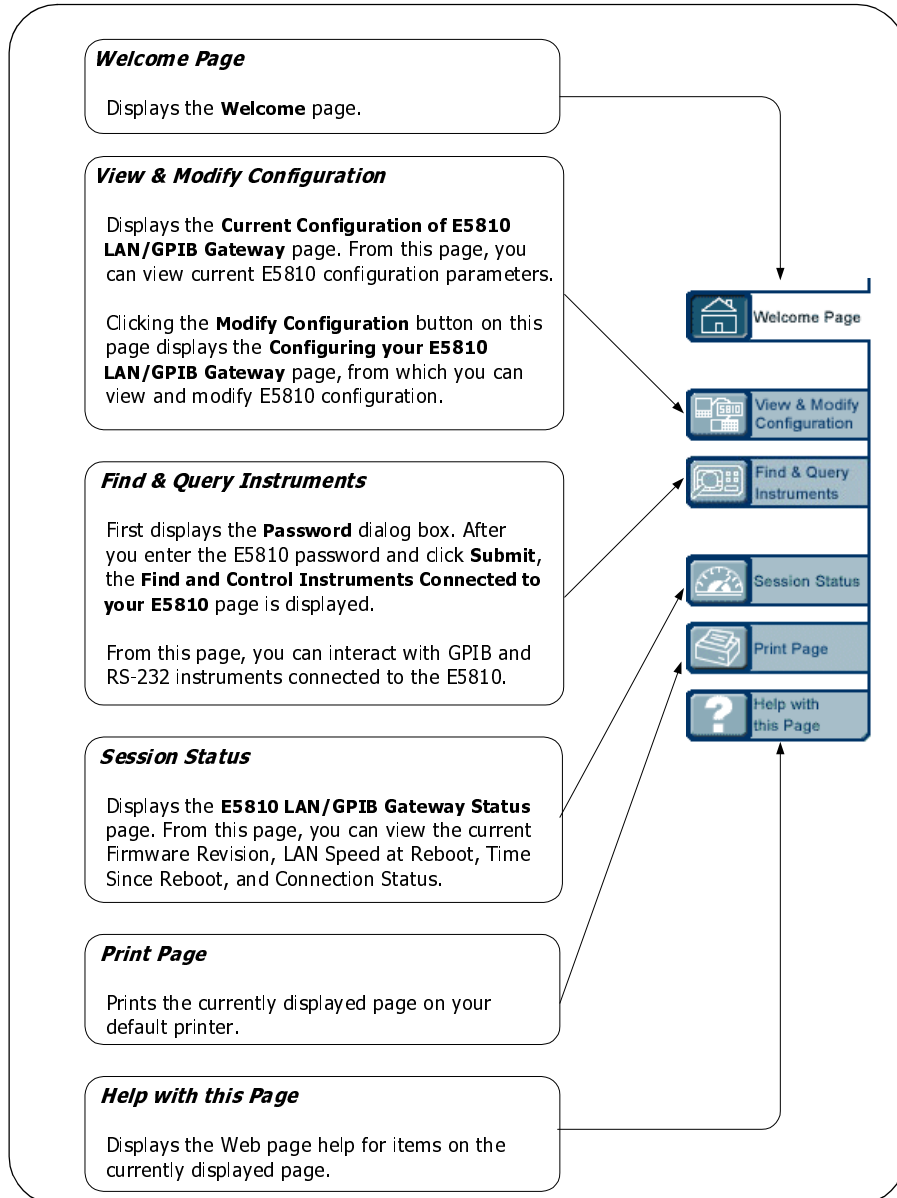 Welcome Page
Displays the Welcome page.
View & Modify Configuration
Displays the Current Configuration of E5810
LAN/GPIB Gateway page. From this page, you
can view current E5810 configuration parameters.
Clicking the Modify Configuration button on this
page displays the Configuring your E5810
LAN/GPIB Gateway page, from which you can
view and modify E5810 configuration.
Find & Query Instruments
First displays the Password dialog box. After
you enter the E5810 password and click Submit,
the Find and Control Instruments Connected to
your E5810 page is displayed.
From this page, you can interact with GPIB and
RS-232 instruments connected to the E5810.
Session Status
Displays the E5810 LAN/GPIB Gateway Status
page. From this page, you can view the current
Firmware Revision, LAN Speed at Reboot, Time
Since Reboot, and Connection Status.
Print Page
Prints the currently displayed page on your
default printer.
Help with this Page
Displays the Web page help for items on the
currently displayed page.
Welcome Page
5810
View & Modify
Configuration
Find & Query
Instruments
Session Status
Print Page
?
Help with
this Page